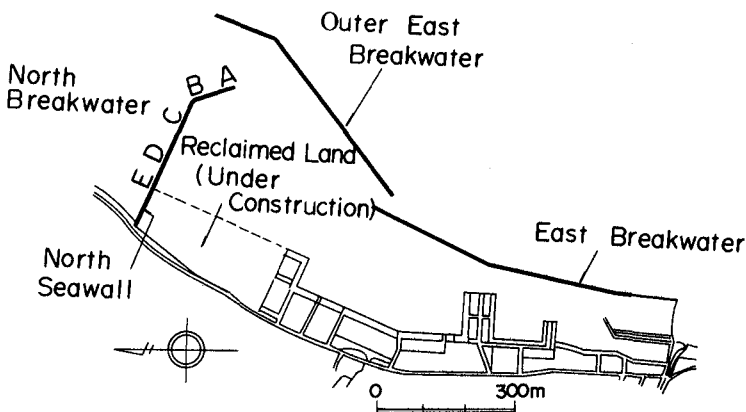 Outer East
Breakwater
North
Breakwater
A
B
C
D
E
Reclaimed Land
(Under
Construction)
East Breakwater
North
Seawall
0 300m